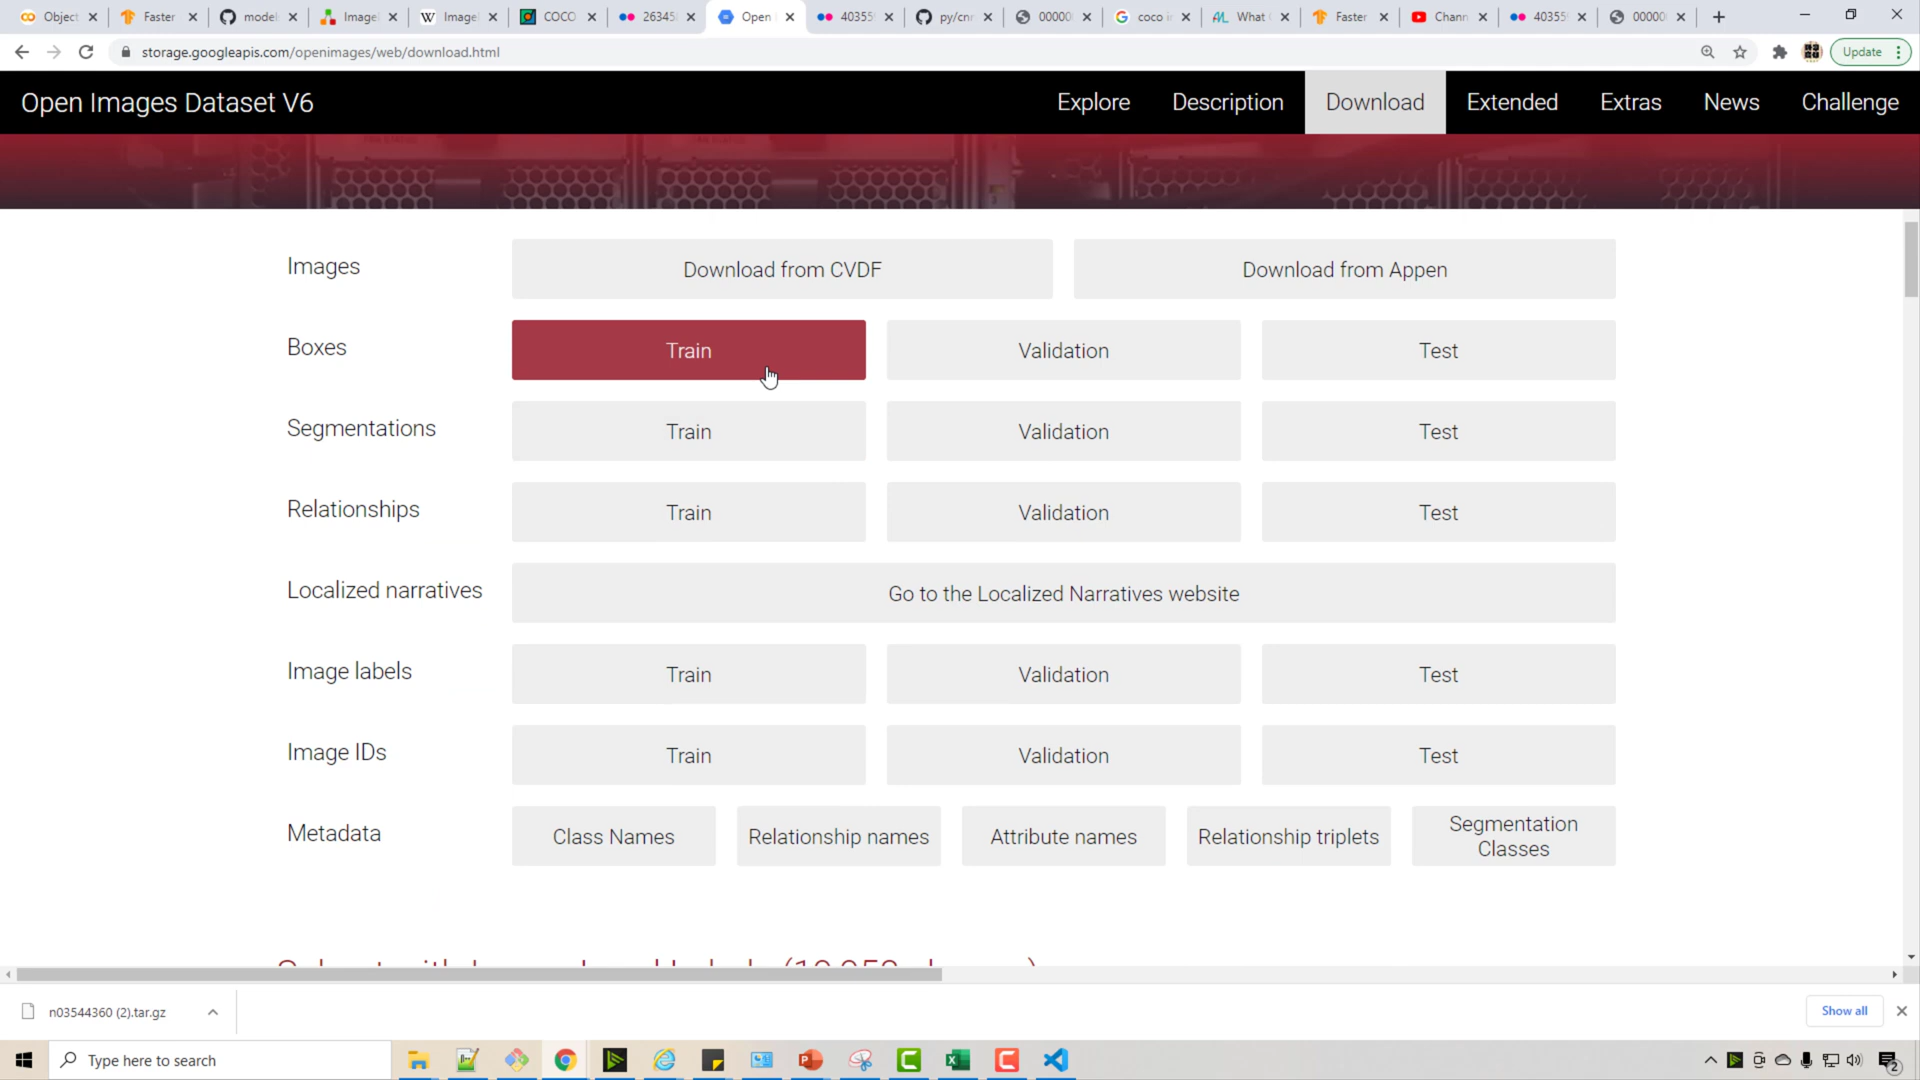 Object
Faster
model
Image
Image
COCO
26345
Open
40355
py/cnn
00000
coco in
What
Faster
Chann
40355
00000
storage.googleapis.com/openimages/web/download.html
Update
Open Images Dataset V6
Explore Description Download Extended Extras News Challenge
Images Download from CVDF Download from Appen
Boxes Train Validation Test
Segmentations Train Validation Test
Relationships Train Validation Test
Localized narratives Go to the Localized Narratives website
Image labels Train Validation Test
Image IDs Train Validation Test
Metadata Class Names Relationship names Attribute names Relationship triplets Segmentation
Classes
n03544360 (2).tar.gz
Show all
Type here to search
2